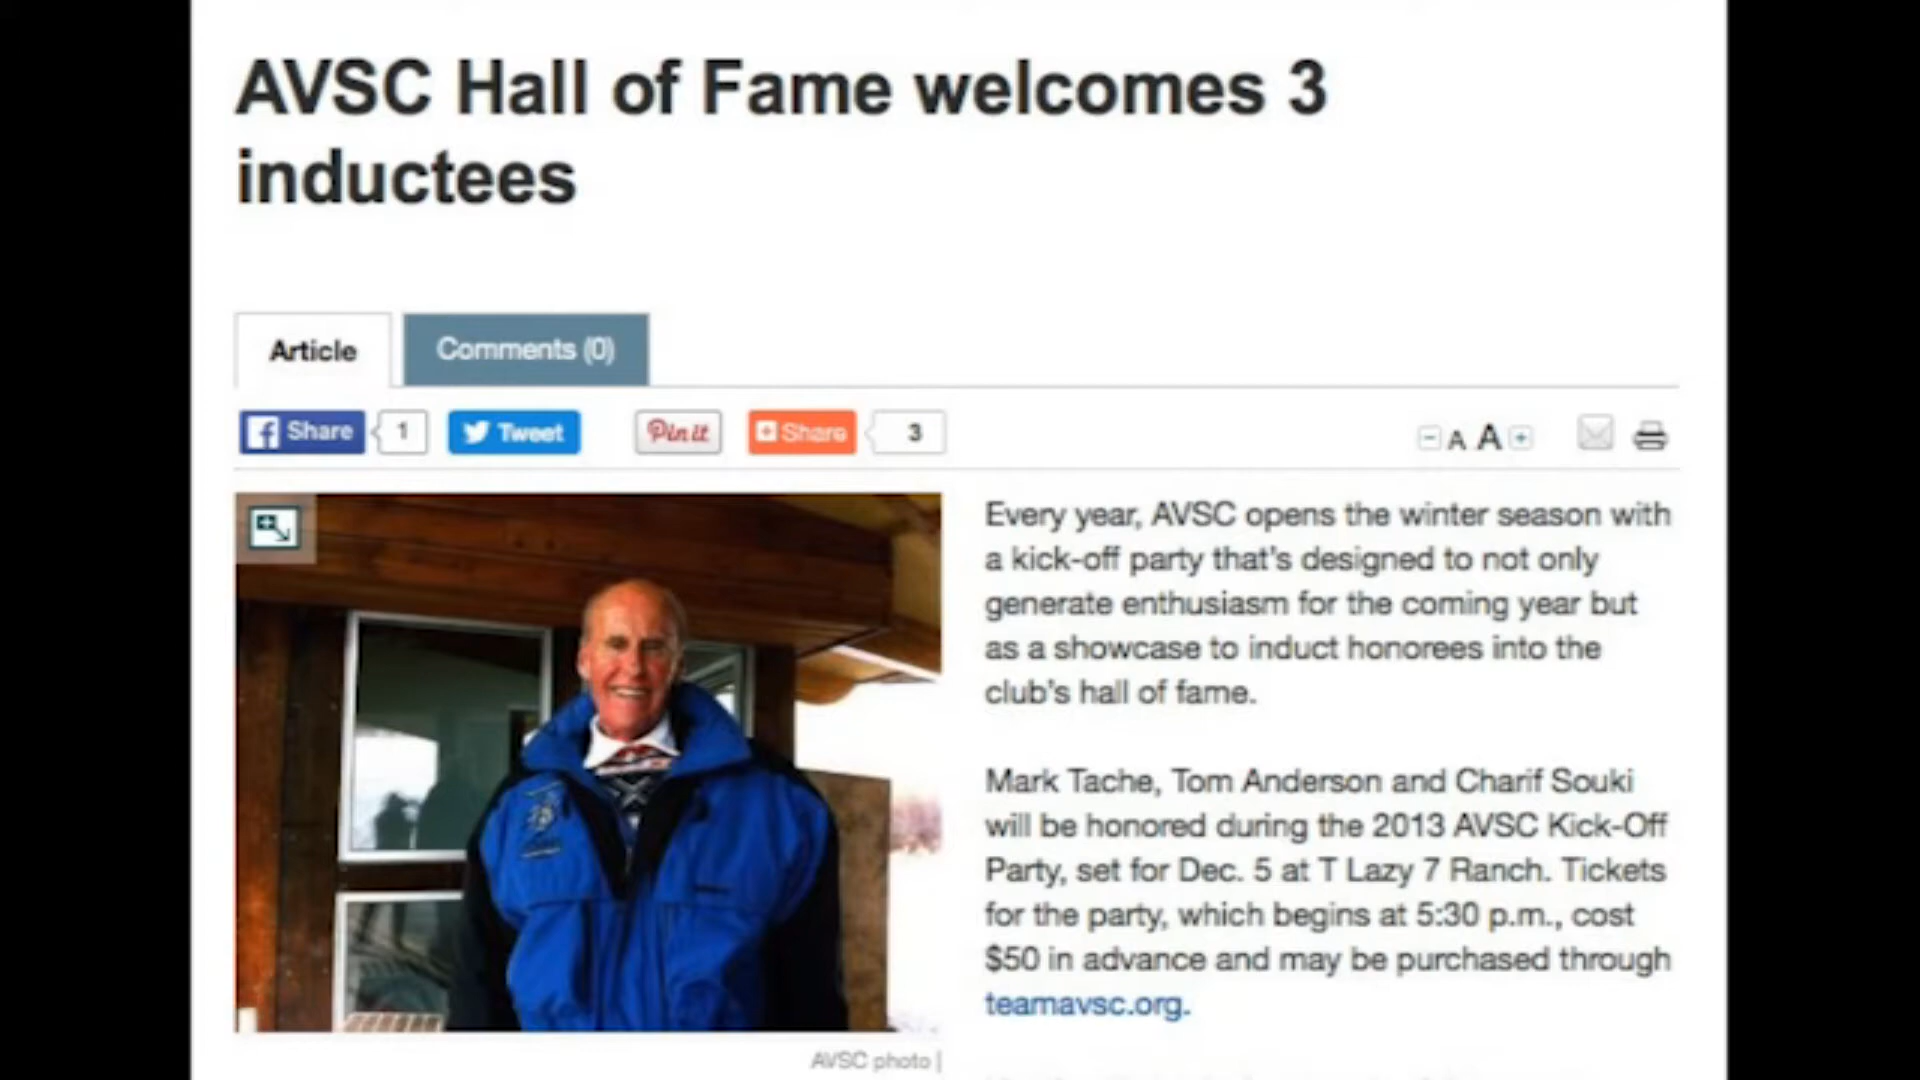 AVSC Hall of Fame welcomes 3
inductees
Article
Comments (0)
Share
1
Tweet
Pin it
Share
3
- A A +
Every year, AVSC opens the winter season with
a kick-off party that's designed to not only
generate enthusiasm for the coming year but
as a showcase to induct honorees into the
club's hall of fame.
Mark Tache, Tom Anderson and Charif Souki
will be honored during the 2013 AVSC Kick-Off
Party, set for Dec. 5 at T Lazy 7 Ranch. Tickets
for the party, which begins at 5:30 p.m., cost
$50 in advance and may be purchased through
teamavsc.org.
AVSC photo |